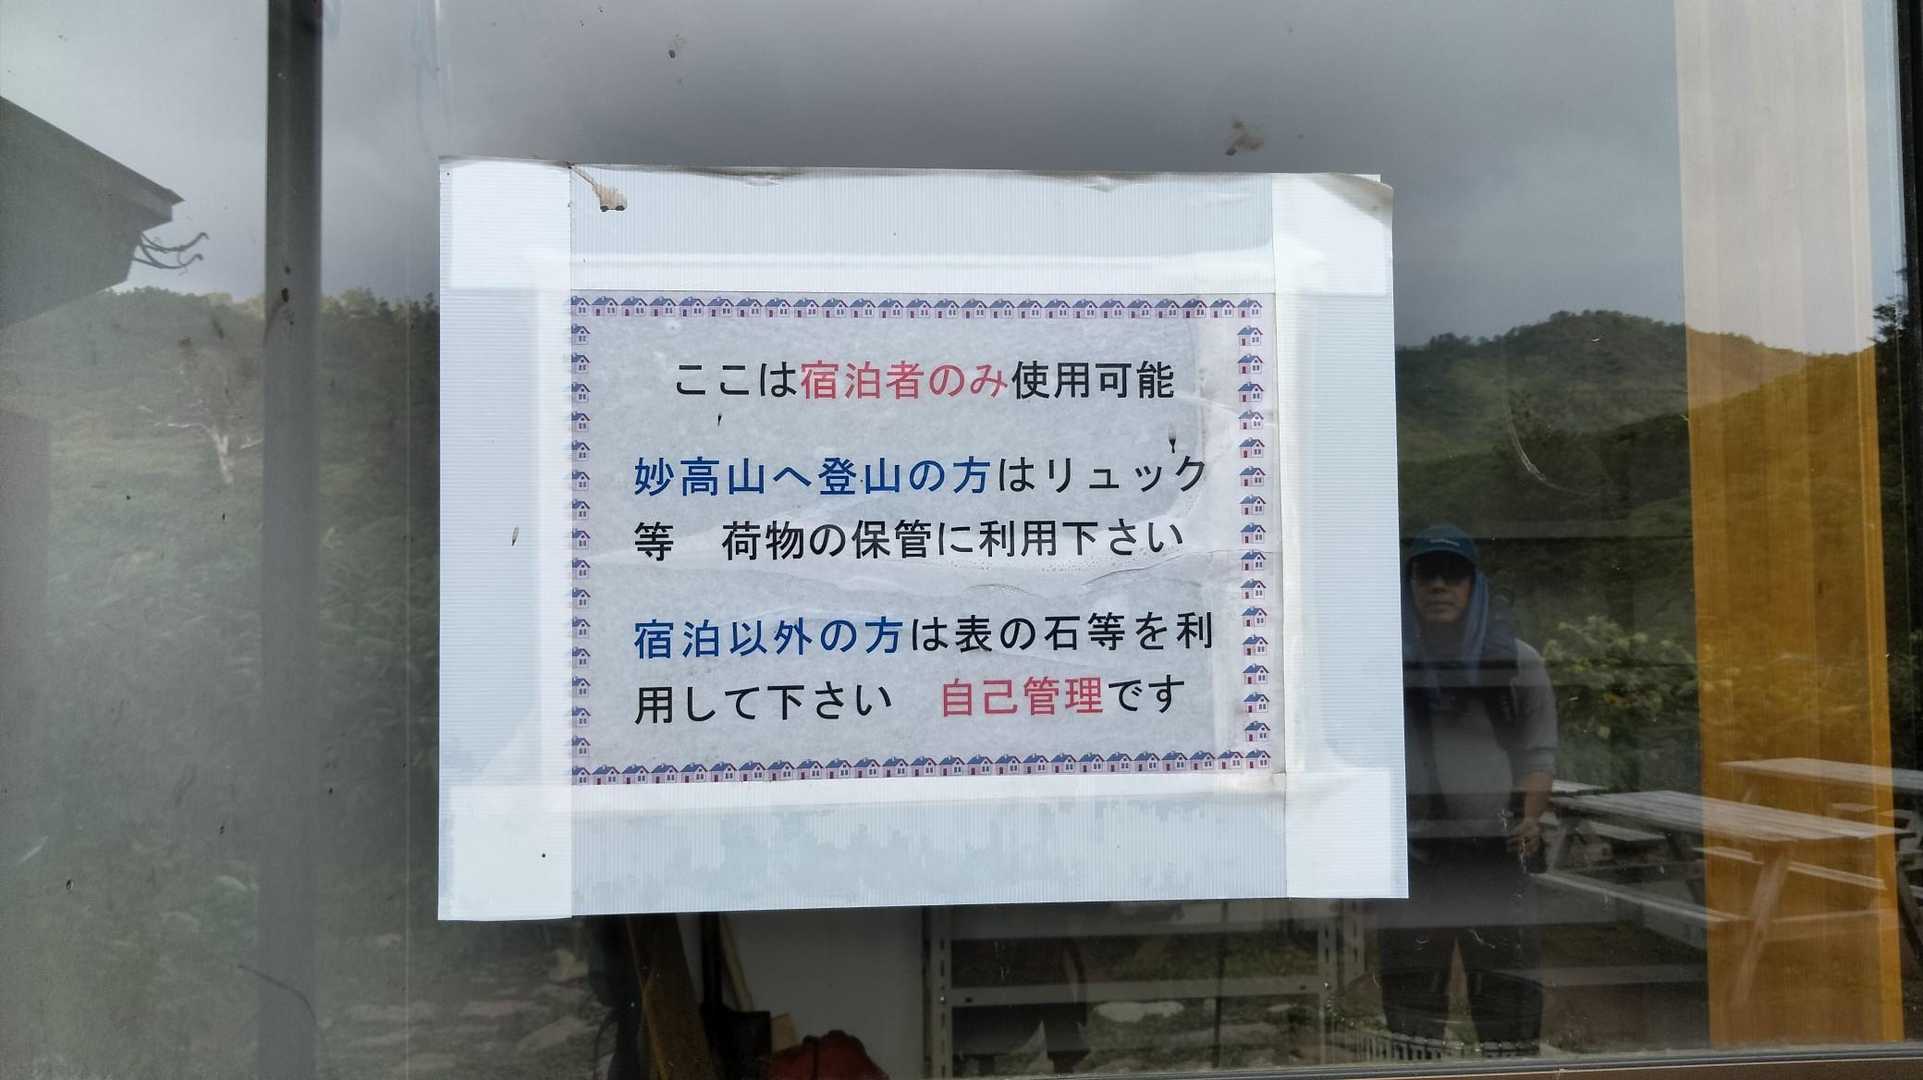 ここは宿泊者のみ使用可能
妙高山へ登山の方はリュック
等　荷物の保管に利用下さい
宿泊以外の方は表の石等を利
用して下さい　自己管理です